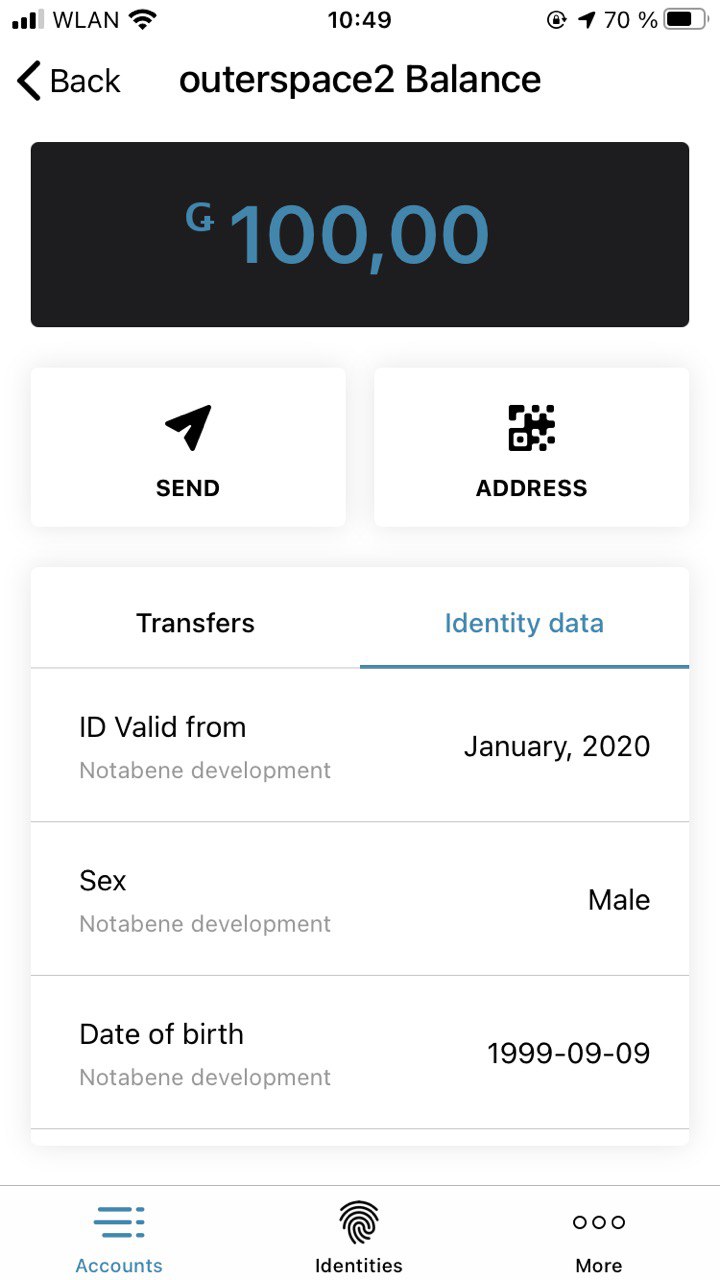 WLAN 10:49 70 %
Back outerspace2 Balance
Ǥ 100,00
SEND
ADDRESS
Transfers Identity data
ID Valid from
January, 2020
Notabene development
Sex
Male
Notabene development
Date of birth
1999-09-09
Notabene development
Accounts Identities More